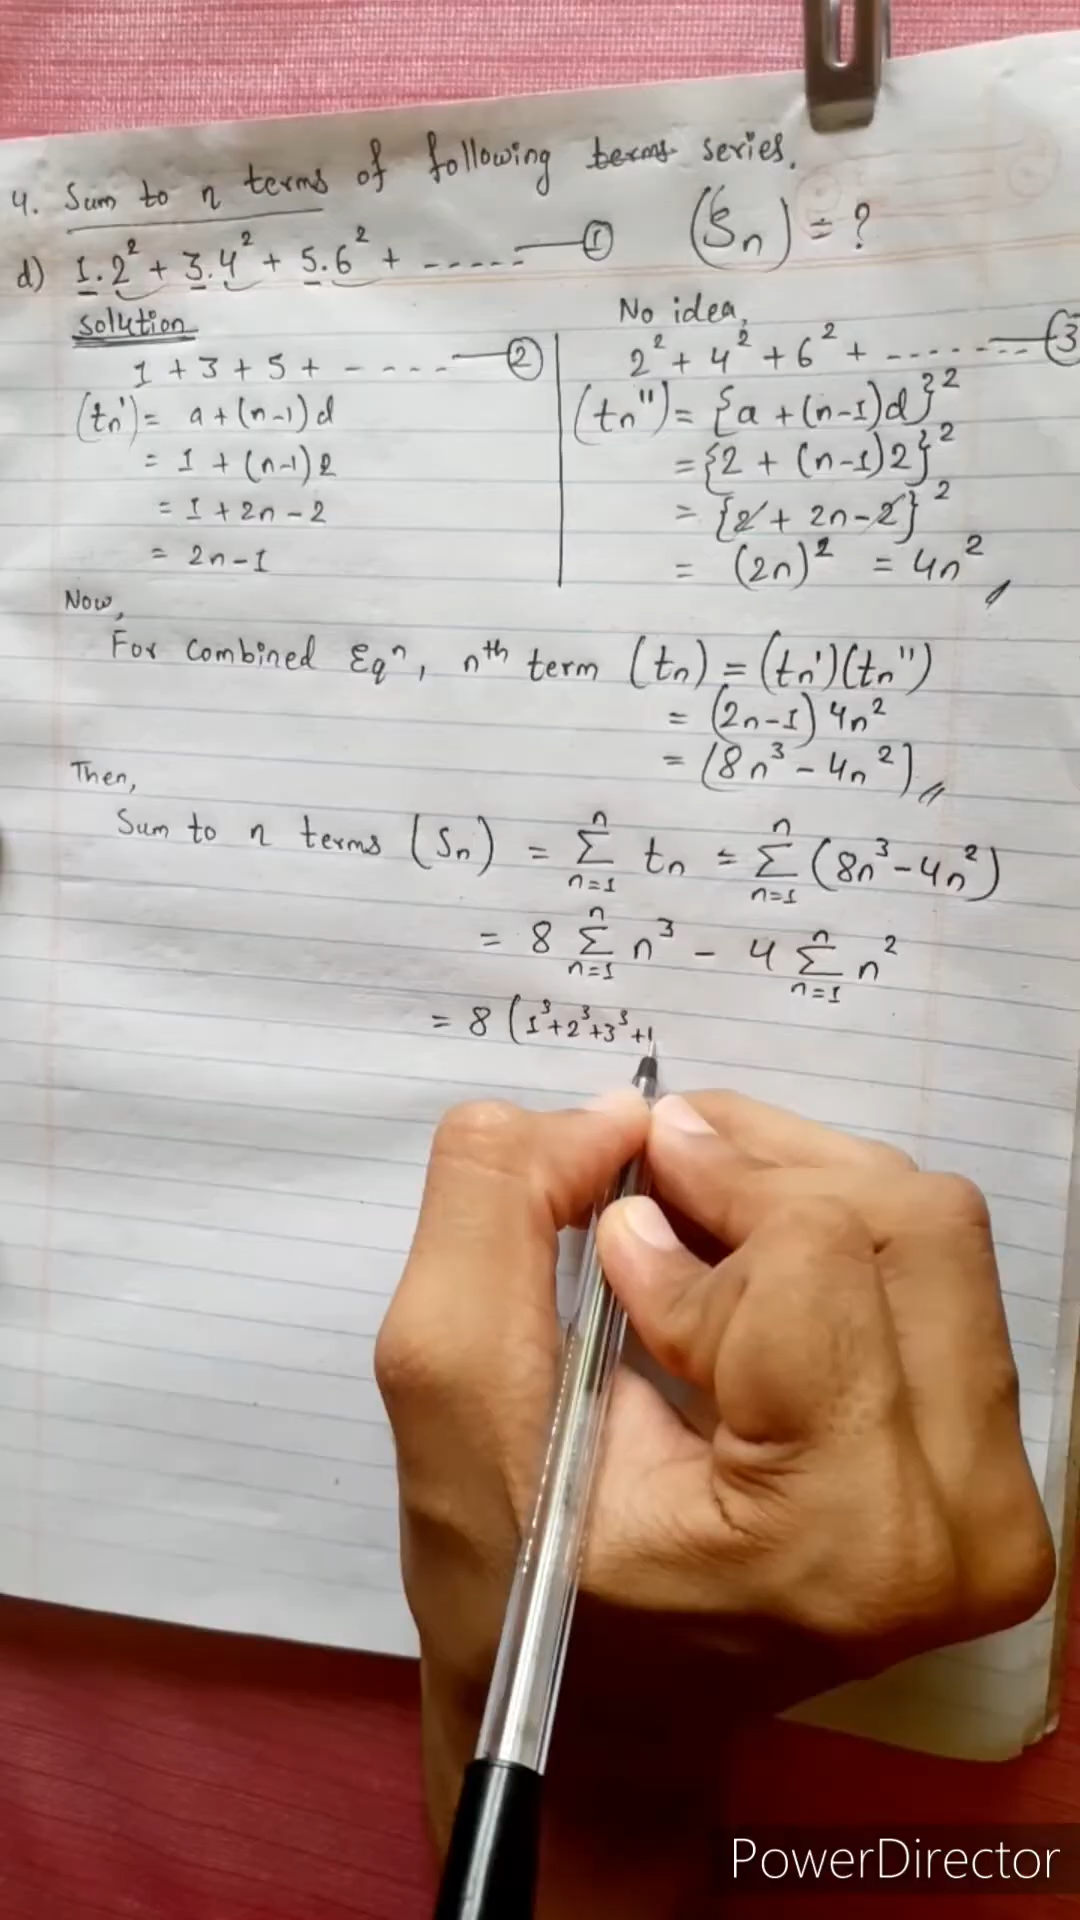 4. Sum to n terms of following terms series.
d) 1.2² + 3.4² + 5.6² + ------ ① (Sn) = ?
Solution
1 + 3 + 5 + ----- ②
(tn') = a + (n-1)d
= 1 + (n-1)2
= 1 + 2n - 2
= 2n-1
No idea,
2² + 4² + 6² + ------- ③
(tn'') = {a + (n-1)d}²
= {2 + (n-1)2}²
= {2 + 2n-2}²
= (2n)² = 4n²
Now,
For Combined Eqⁿ, nᵗʰ term (tn) = (tn')(tn'')
= (2n-1) 4n²
= (8n³ - 4n²)
Then,
Sum to n terms (Sn) = n Σ n=1 tn = n Σ n=1 (8n³-4n²)
= 8 n Σ n=1 n³ - 4 n Σ n=1 n²
= 8 (1³+2³+3³+
PowerDirector